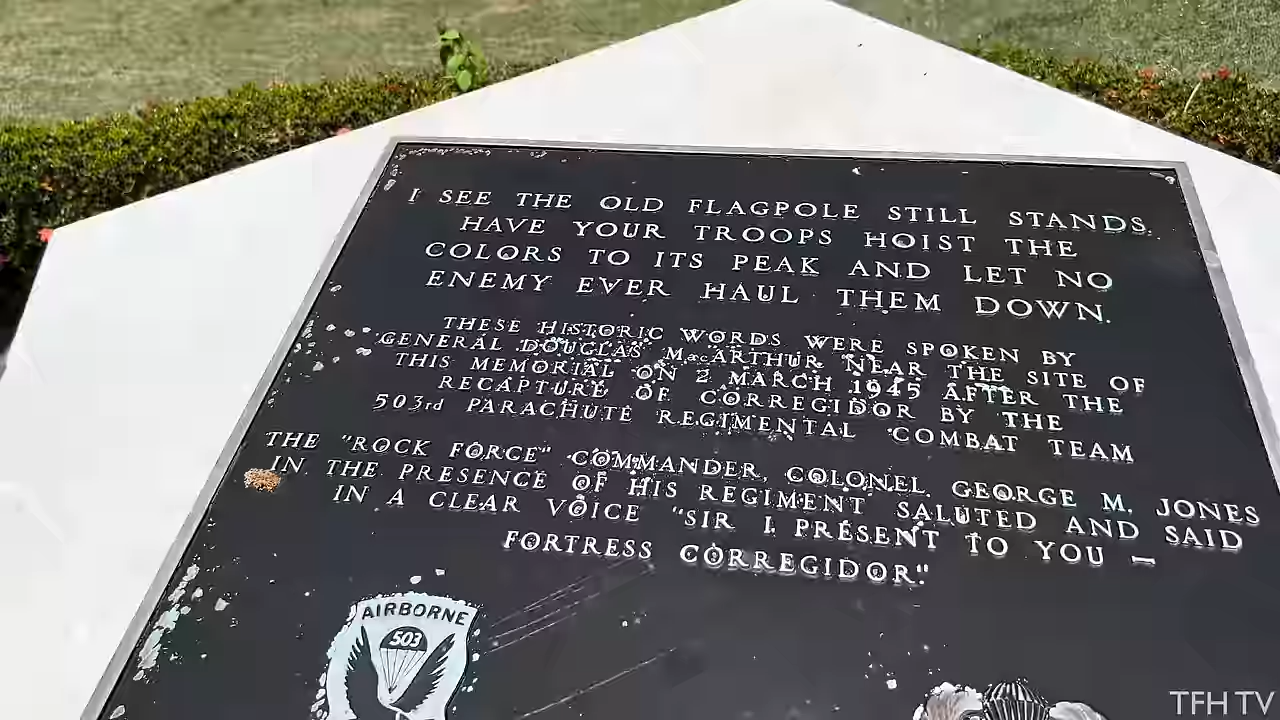 I SEE THE OLD FLAGPOLE STILL STANDS.
HAVE YOUR TROOPS HOIST THE
COLORS TO ITS PEAK AND LET NO
ENEMY EVER HAUL THEM DOWN.
THESE HISTORIC WORDS WERE SPOKEN BY
GENERAL DOUGLAS MacARTHUR NEAR THE SITE OF
THIS MEMORIAL ON 2 MARCH 1945 AFTER THE
RECAPTURE OF CORREGIDOR BY THE
503rd PARACHUTE REGIMENTAL COMBAT TEAM
THE "ROCK FORCE" COMMANDER, COLONEL GEORGE M. JONES
IN THE PRESENCE OF HIS REGIMENT SALUTED AND SAID
IN A CLEAR VOICE "SIR I PRESENT TO YOU —
FORTRESS CORREGIDOR."
AIRBORNE
503
TFH TV